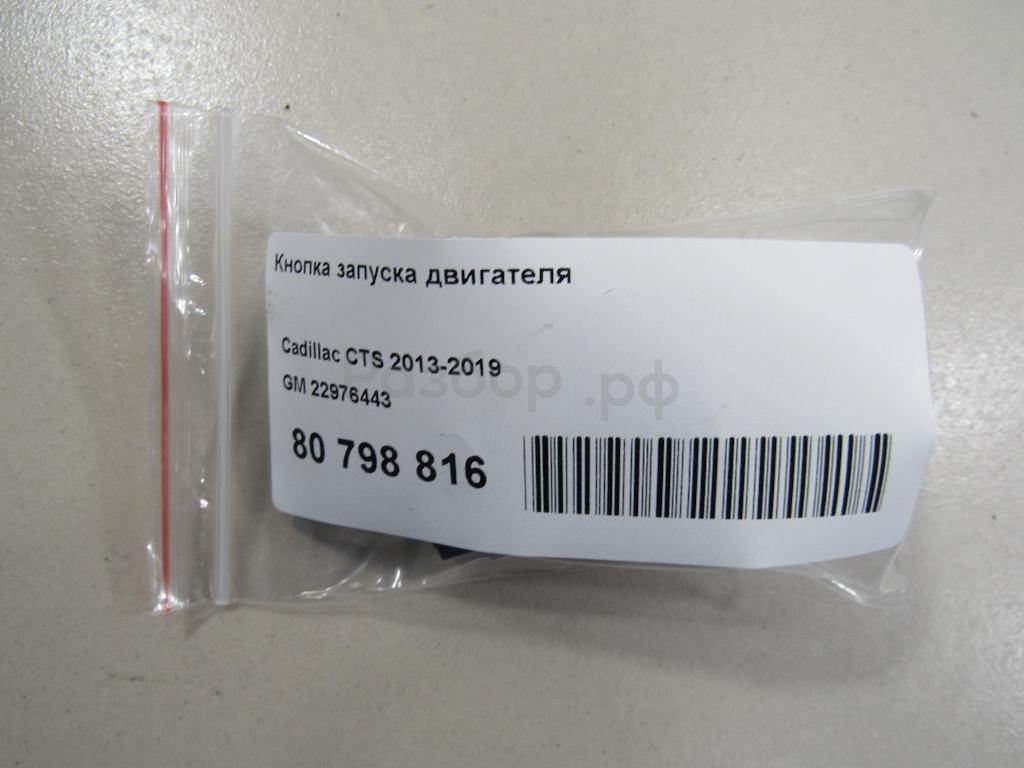 Кнопка запуска двигателя
Cadillac CTS 2013-2019
GM 22976443
Разбор.рф
80 798 816